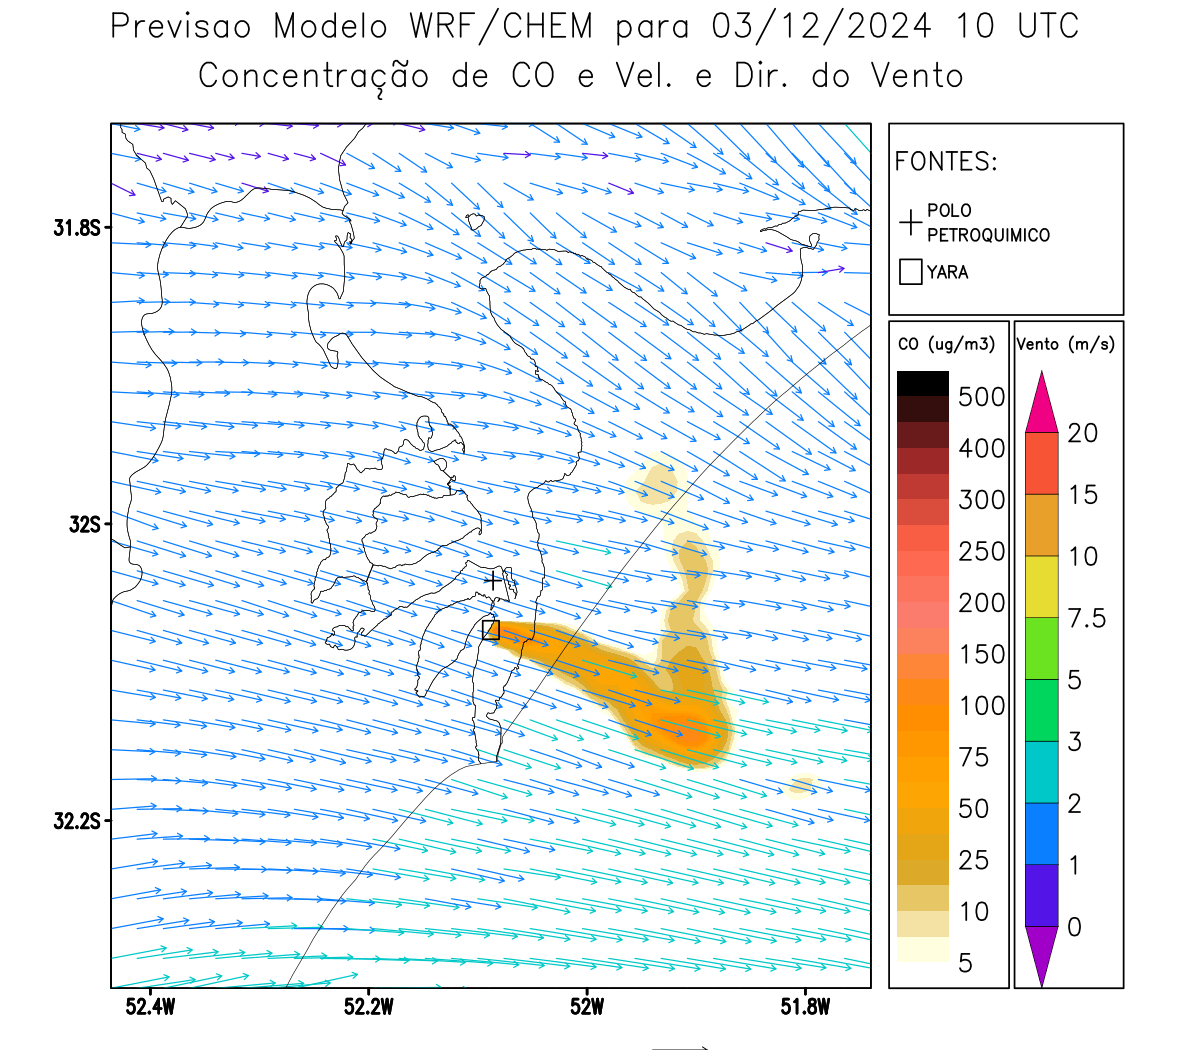 Previsao Modelo WRF/CHEM para 03/12/2024 10 UTC
Concentração de CO e Vel. e Dir. do Vento
FONTES:
POLO
PETROQUIMICO
YARA
CO (ug/m3)
500
400
300
250
200
150
100
75
50
25
10
5
Vento (m/s)
20
15
10
7.5
5
3
2
1
0
31.8S
32S
32.2S
52.4W
52.2W
52W
51.8W